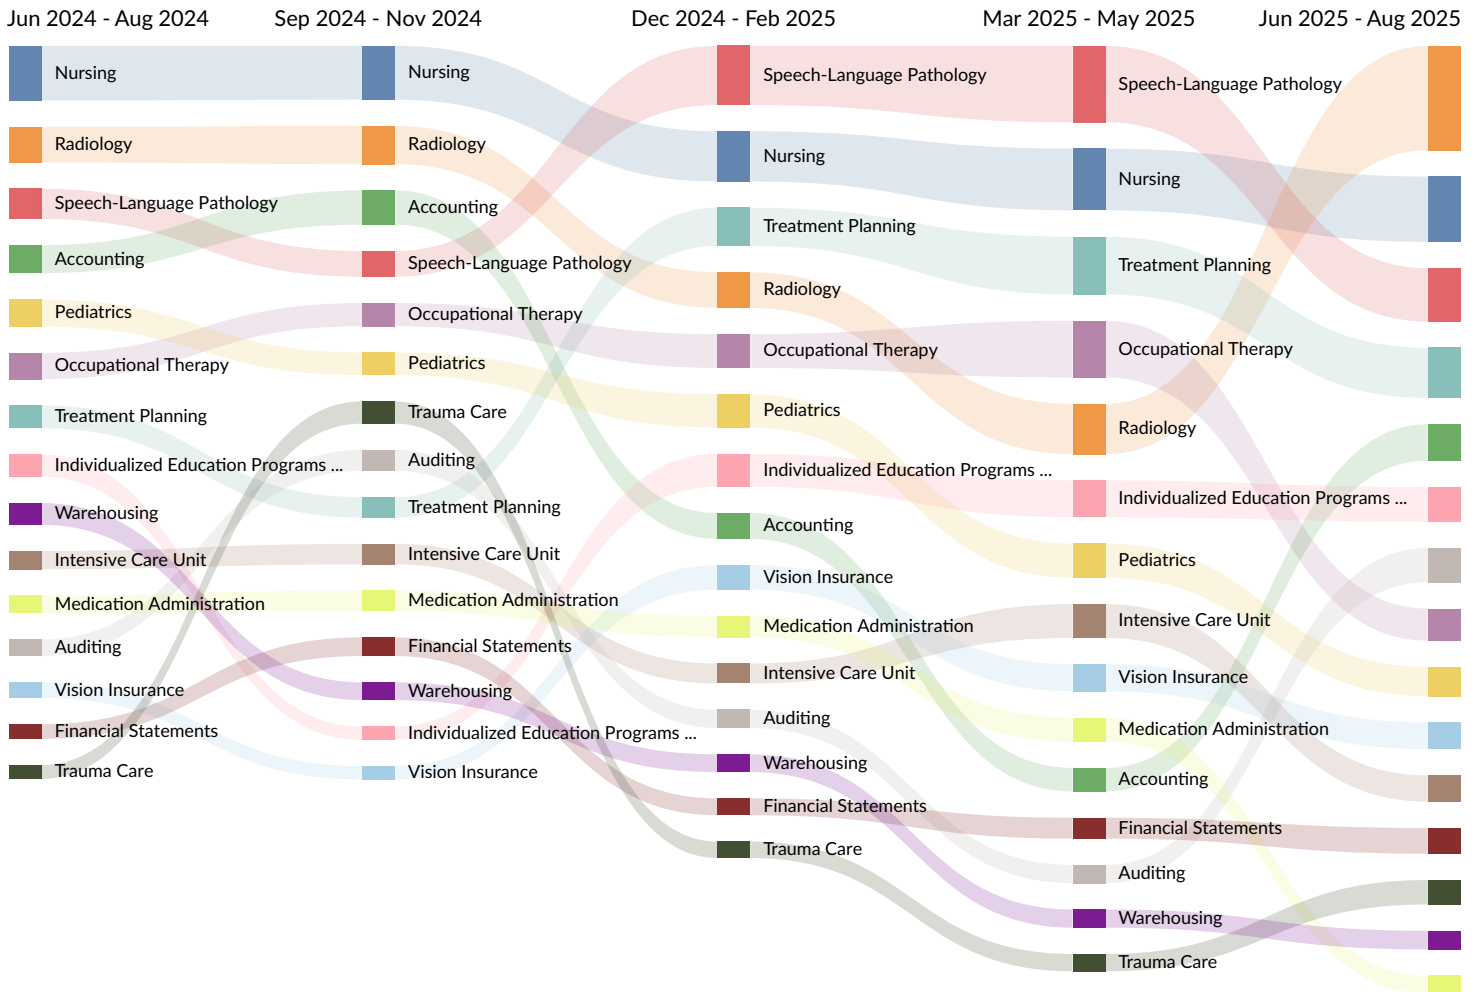 Jun 2024 - Aug 2024
Sep 2024 - Nov 2024
Dec 2024 - Feb 2025
Mar 2025 - May 2025
Jun 2025 - Aug 2025
Nursing
Radiology
Speech-Language Pathology
Accounting
Pediatrics
Occupational Therapy
Treatment Planning
Individualized Education Programs ...
Warehousing
Intensive Care Unit
Medication Administration
Auditing
Vision Insurance
Financial Statements
Trauma Care
Nursing
Radiology
Accounting
Speech-Language Pathology
Occupational Therapy
Pediatrics
Trauma Care
Auditing
Treatment Planning
Intensive Care Unit
Medication Administration
Financial Statements
Warehousing
Individualized Education Programs ...
Vision Insurance
Speech-Language Pathology
Nursing
Treatment Planning
Radiology
Occupational Therapy
Pediatrics
Individualized Education Programs ...
Accounting
Vision Insurance
Medication Administration
Intensive Care Unit
Auditing
Warehousing
Financial Statements
Trauma Care
Speech-Language Pathology
Nursing
Treatment Planning
Occupational Therapy
Radiology
Individualized Education Programs ...
Pediatrics
Intensive Care Unit
Vision Insurance
Medication Administration
Accounting
Financial Statements
Auditing
Warehousing
Trauma Care